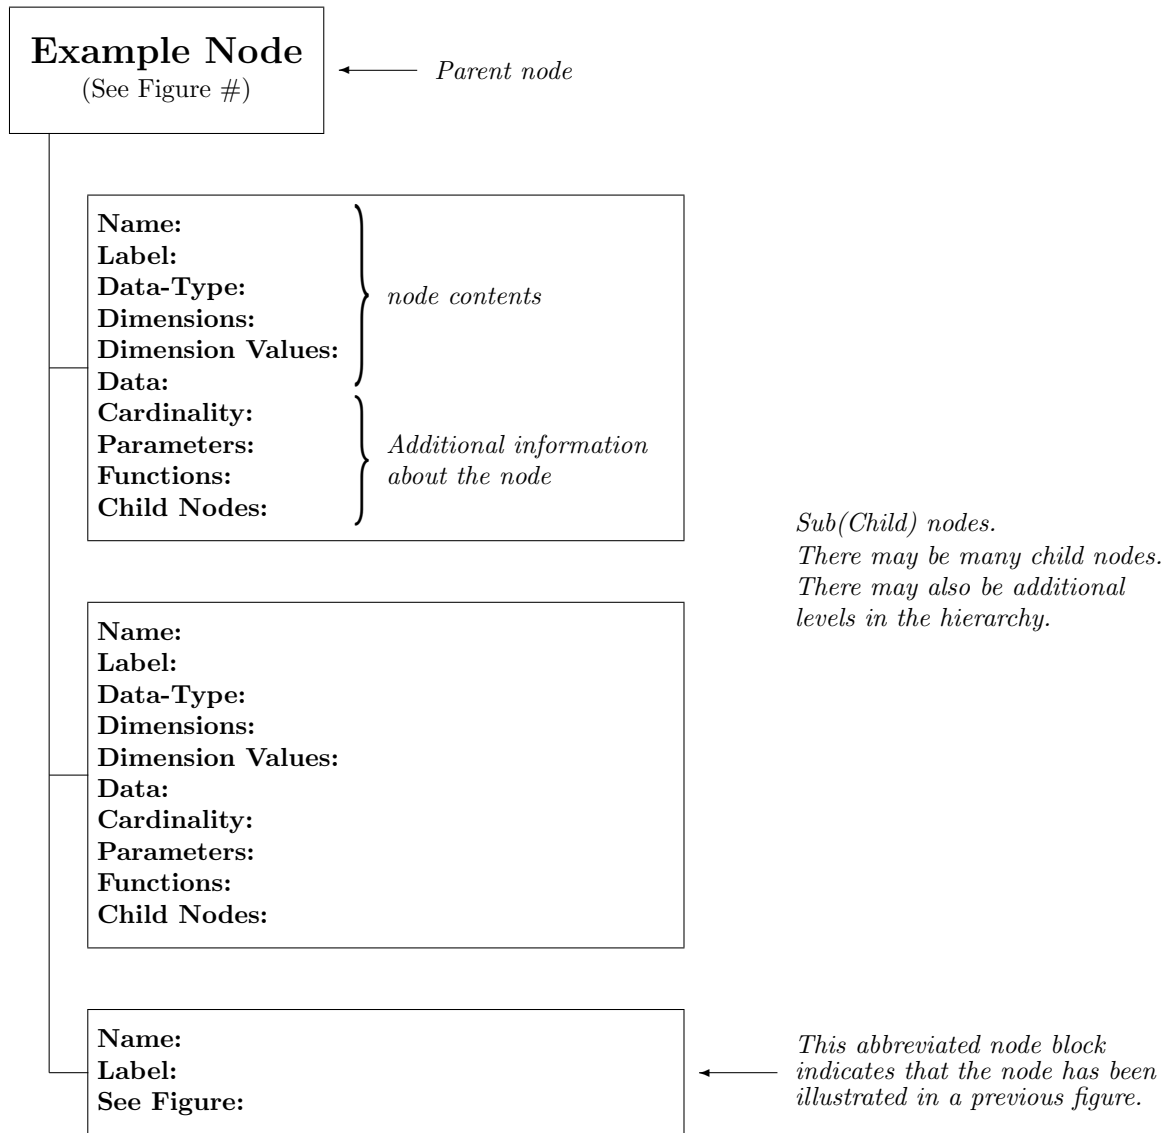 Example Node
(See Figure #)
Parent node
Name:
Label:
Data-Type:
Dimensions:
Dimension Values:
Data:
node contents
Cardinality:
Parameters:
Functions:
Child Nodes:
Additional information
about the node
Sub(Child) nodes.
There may be many child nodes.
There may also be additional
levels in the hierarchy.
Name:
Label:
Data-Type:
Dimensions:
Dimension Values:
Data:
Cardinality:
Parameters:
Functions:
Child Nodes:
Name:
Label:
See Figure:
This abbreviated node block
indicates that the node has been
illustrated in a previous figure.